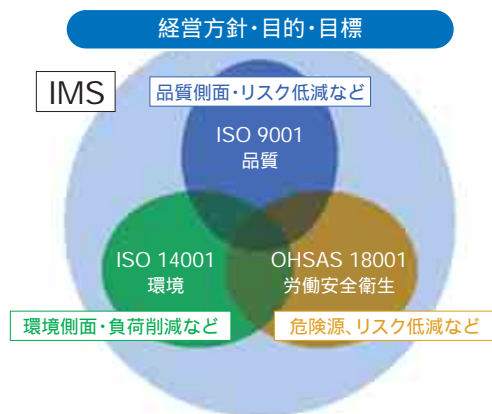 経営方針・目的・目標
IMS
品質側面・リスク低減など
ISO 9001
品質
ISO 14001
環境
OHSAS 18001
労働安全衛生
環境側面・負荷削減など
危険源、リスク低減など